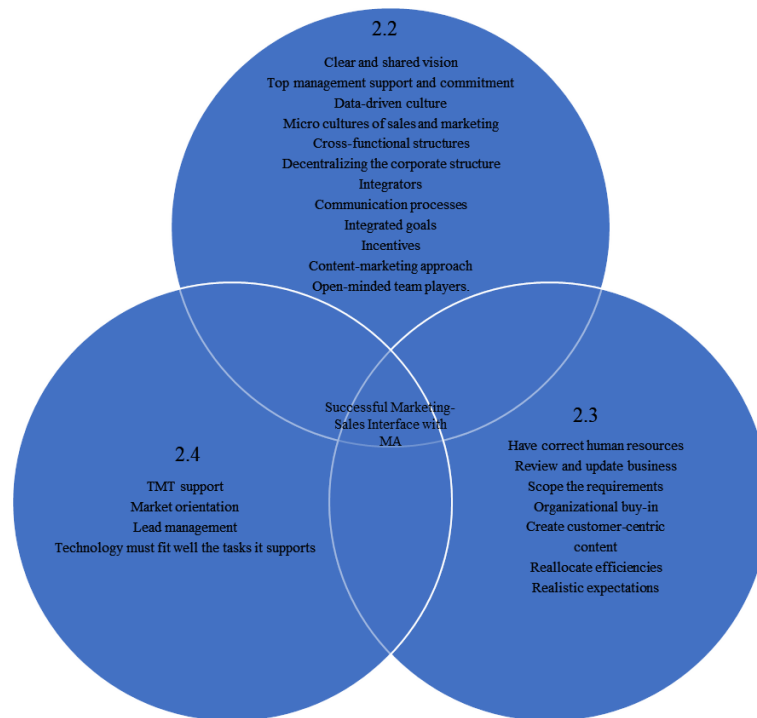 2.2
Clear and shared vision
Top management support and commitment
Data-driven culture
Micro cultures of sales and marketing
Cross-functional structures
Decentralizing the corporate structure
Integrators
Communication processes
Integrated goals
Incentives
Content-marketing approach
Open-minded team players.
Successful Marketing-
Sales Interface with
MA
2.4
TMT support
Market orientation
Lead management
Technology must fit well the tasks it supports
2.3
Have correct human resources
Review and update business
Scope the requirements
Organizational buy-in
Create customer-centric
content
Reallocate efficiencies
Realistic expectations